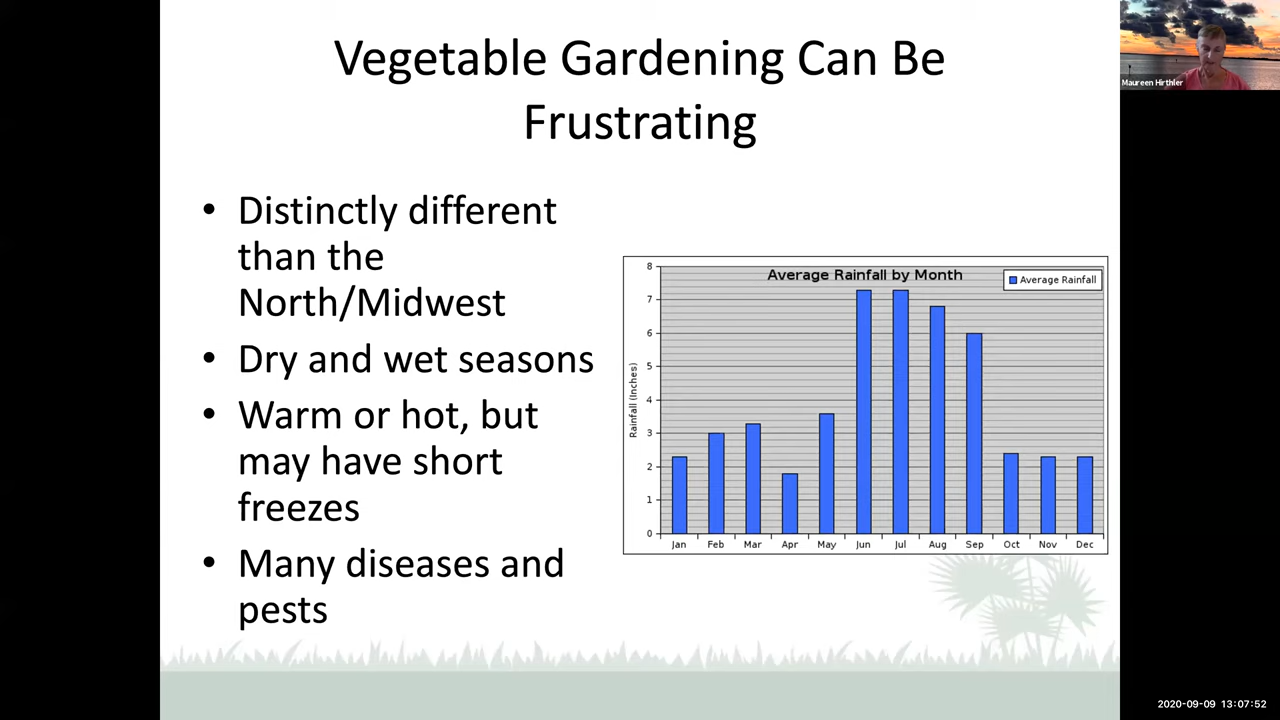 Vegetable Gardening Can Be
Frustrating
• Distinctly different
than the
North/Midwest
• Dry and wet seasons
• Warm or hot, but
may have short
freezes
• Many diseases and
pests
Average Rainfall by Month
Average Rainfall
Rainfall (Inches)
8
7
6
5
4
3
2
1
0
Jan Feb Mar Apr May Jun Jul Aug Sep Oct Nov Dec
Maureen Hirthler
2020-09-09 13:07:52